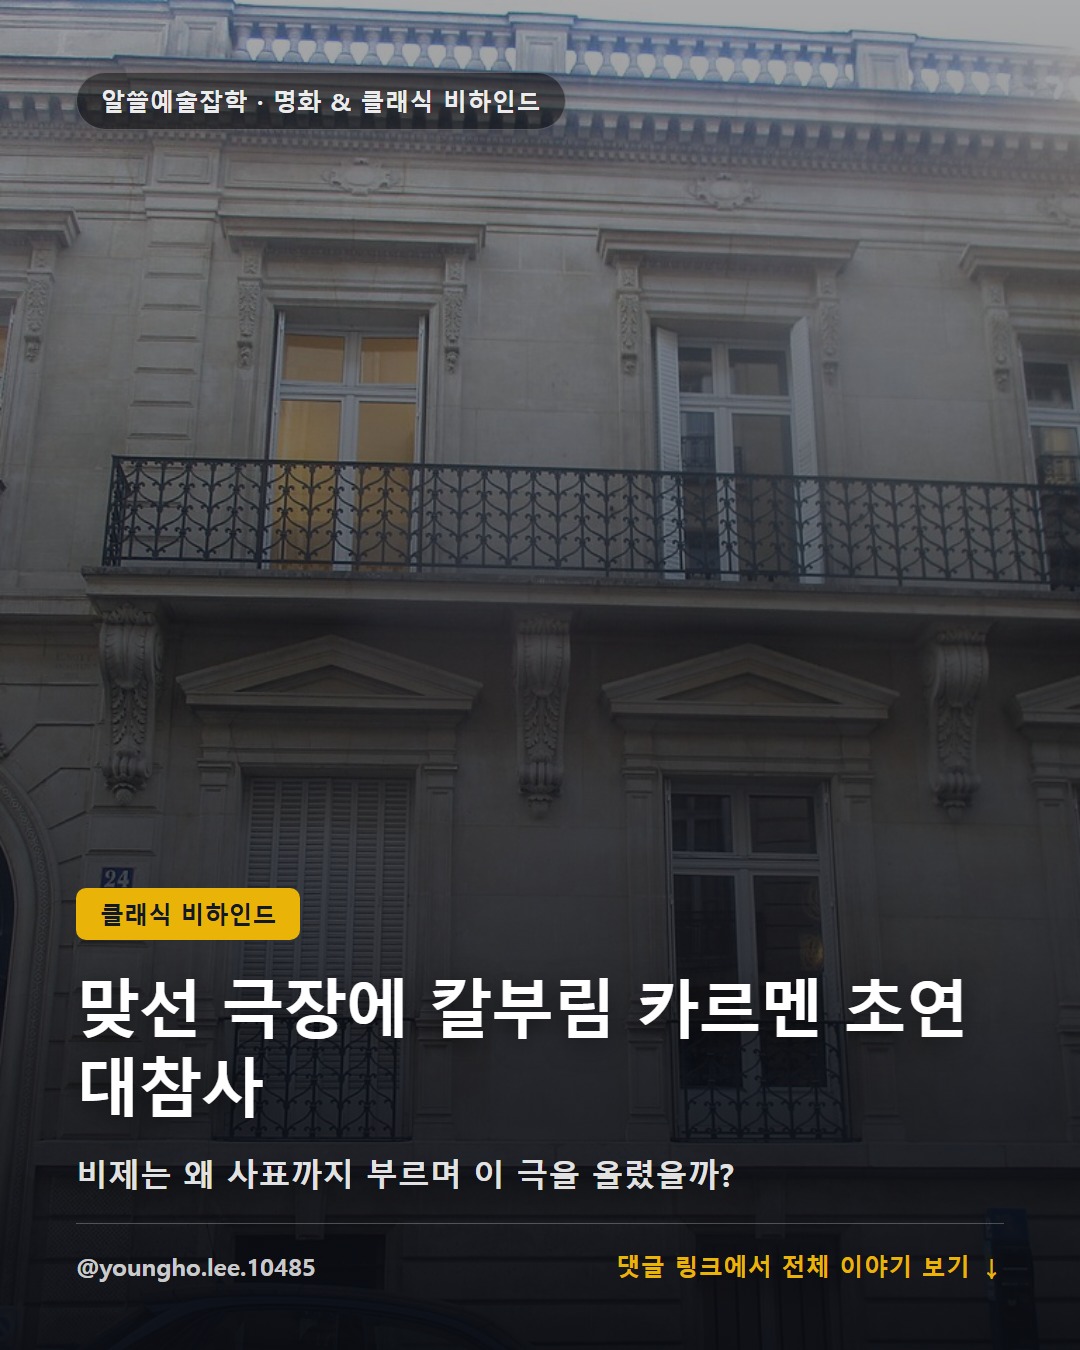 알쓸예술잡학 · 명화 & 클래식 비하인드
24
클래식 비하인드
맞선 극장에 칼부림 카르멘 초연
대참사
비제는 왜 사표까지 부르며 이 극을 올렸을까?
@youngho.lee.10485
댓글 링크에서 전체 이야기 보기 ↓